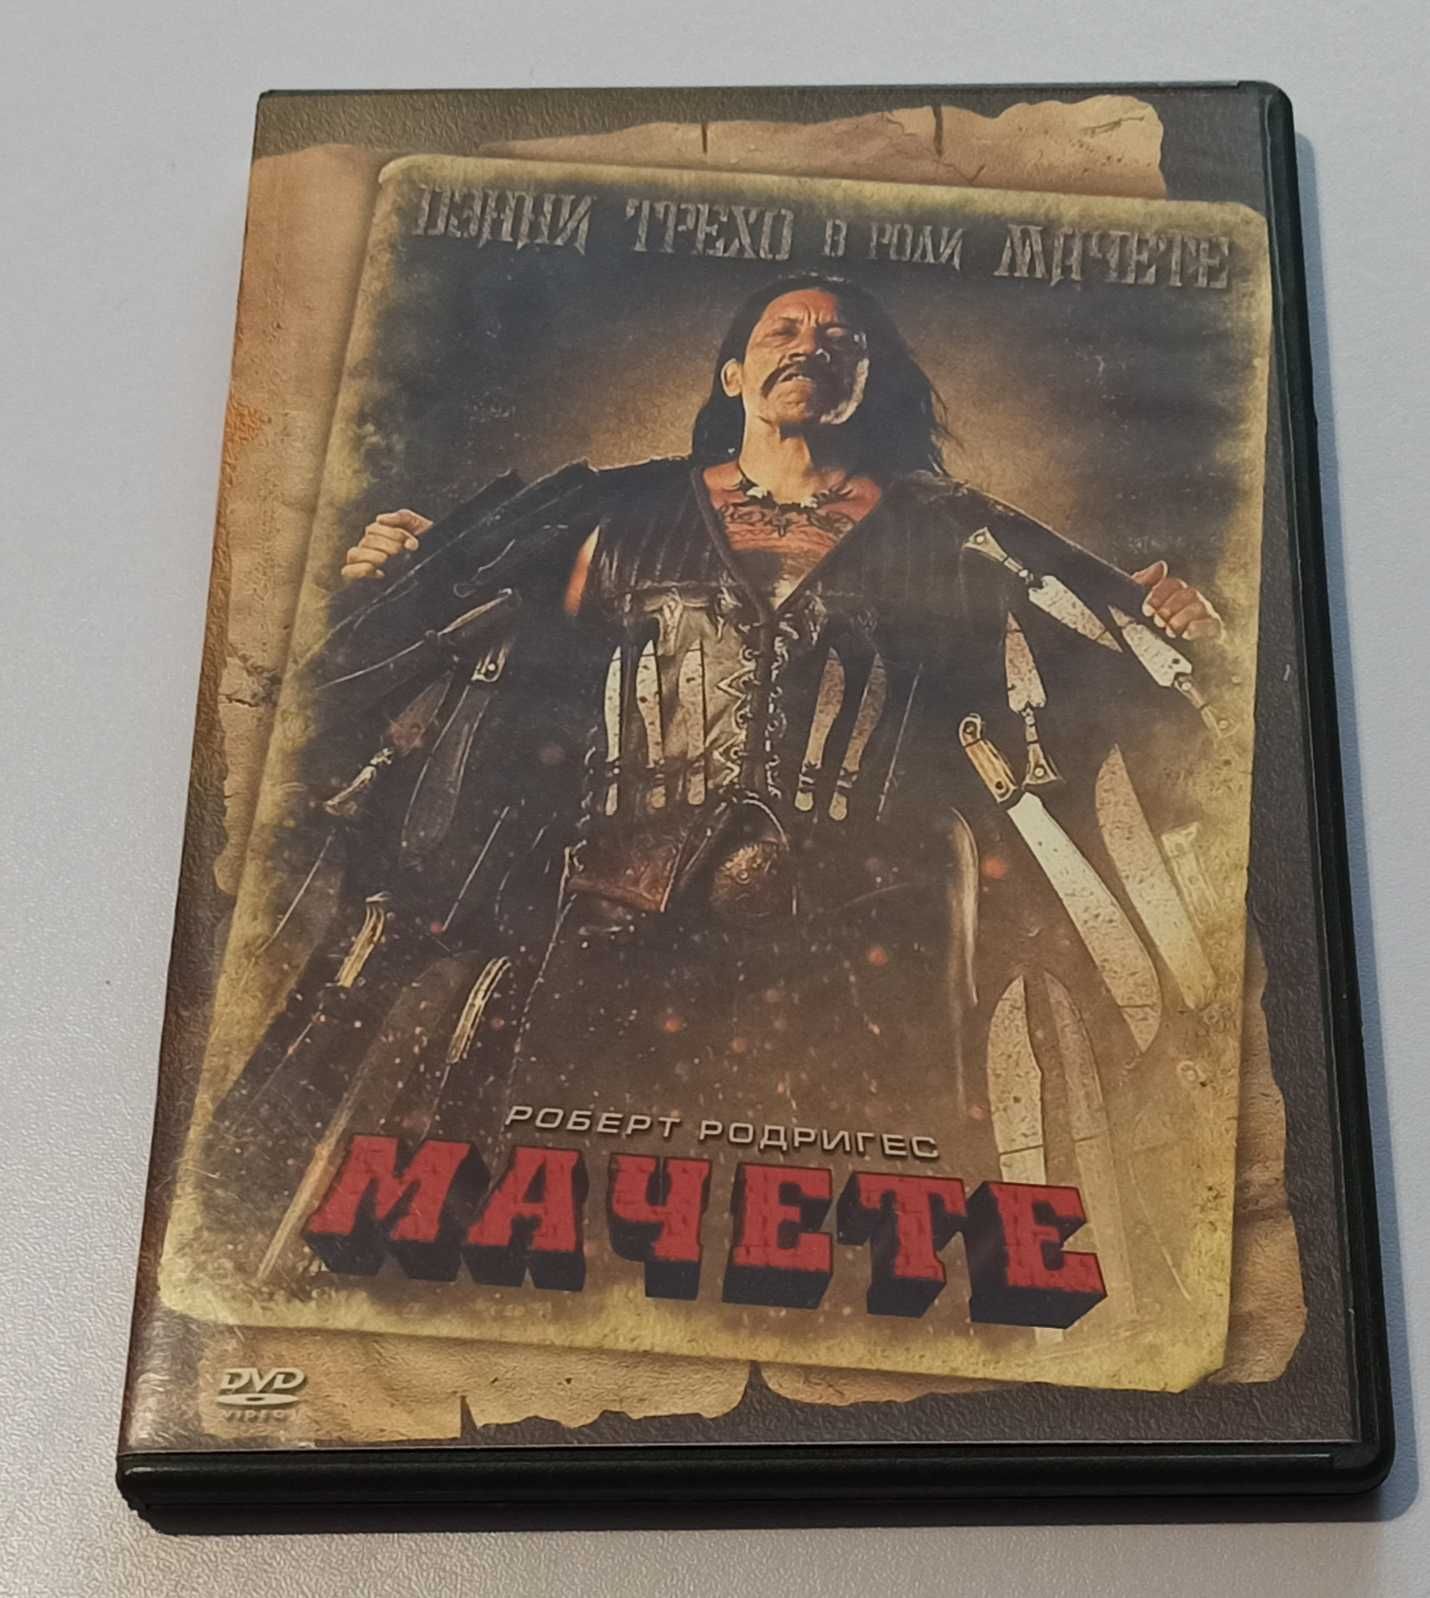 ДЭННИ ТРЕХО В РОЛИ МАЧЕТЕ
РОБЕРТ РОДРИГЕС
МАЧЕТЕ
DVD
VIDEO